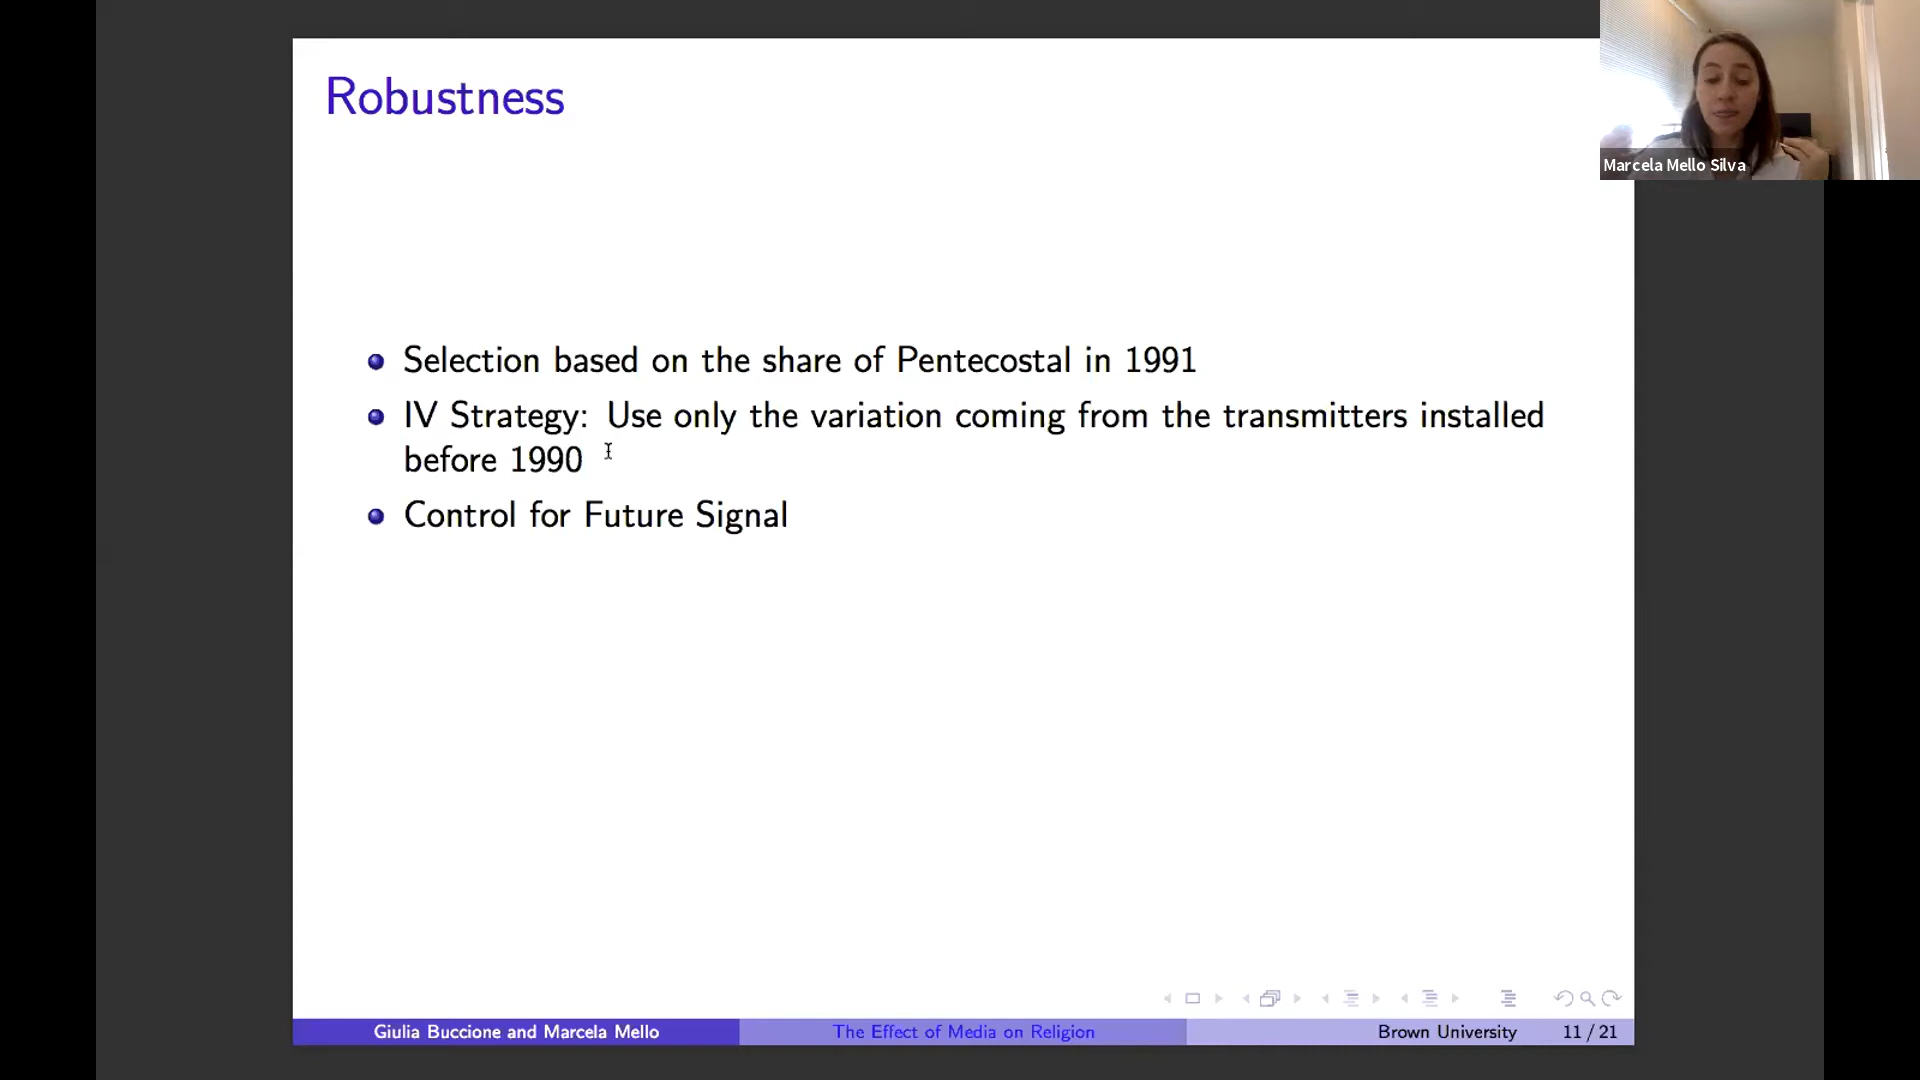 Robustness
Marcela Mello Silva
Selection based on the share of Pentecostal in 1991
IV Strategy: Use only the variation coming from the transmitters installed
before 1990
Control for Future Signal
Giulia Buccione and Marcela Mello
The Effect of Media on Religion
Brown University
11 / 21